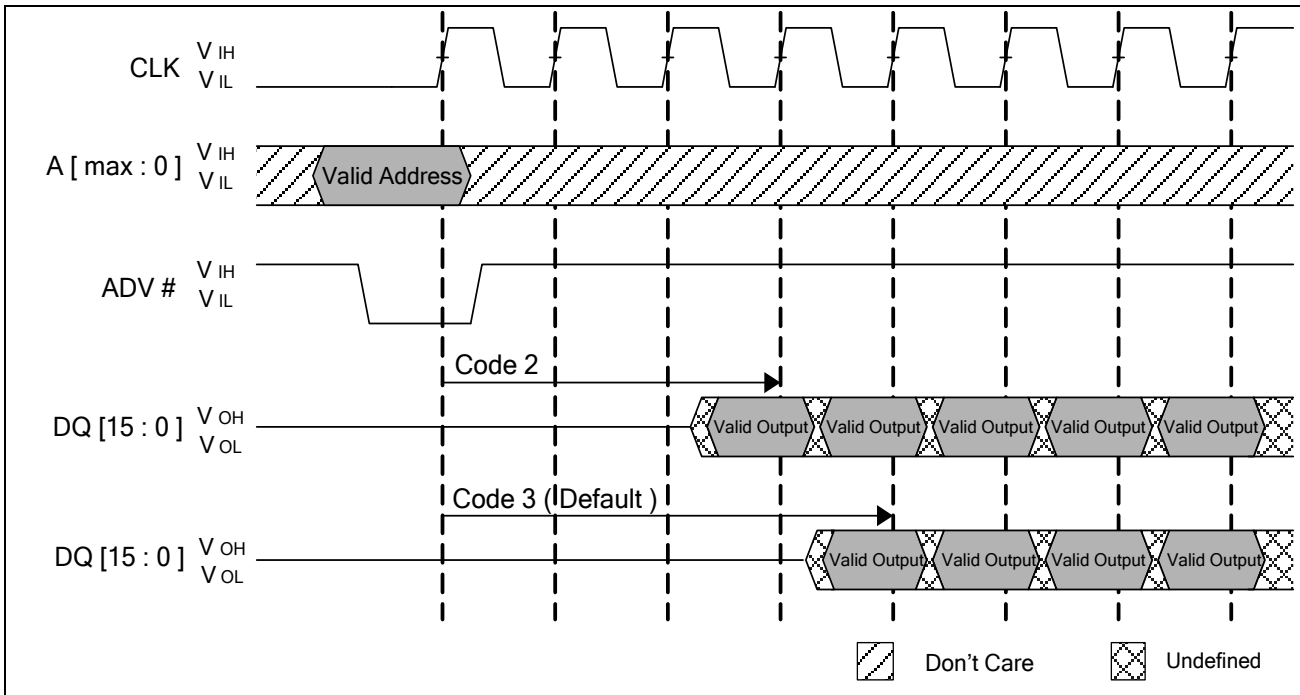 CLK V IH
V IL
A [ max : 0 ] V IH
V IL
Valid Address
ADV # V IH
V IL
Code 2
DQ [15 : 0 ] V OH
V OL
Valid Output Valid Output Valid Output Valid Output Valid Output
Code 3 ( Default )
DQ [15 : 0 ] V OH
V OL
Valid Output Valid Output Valid Output Valid Output
Don't Care Undefined